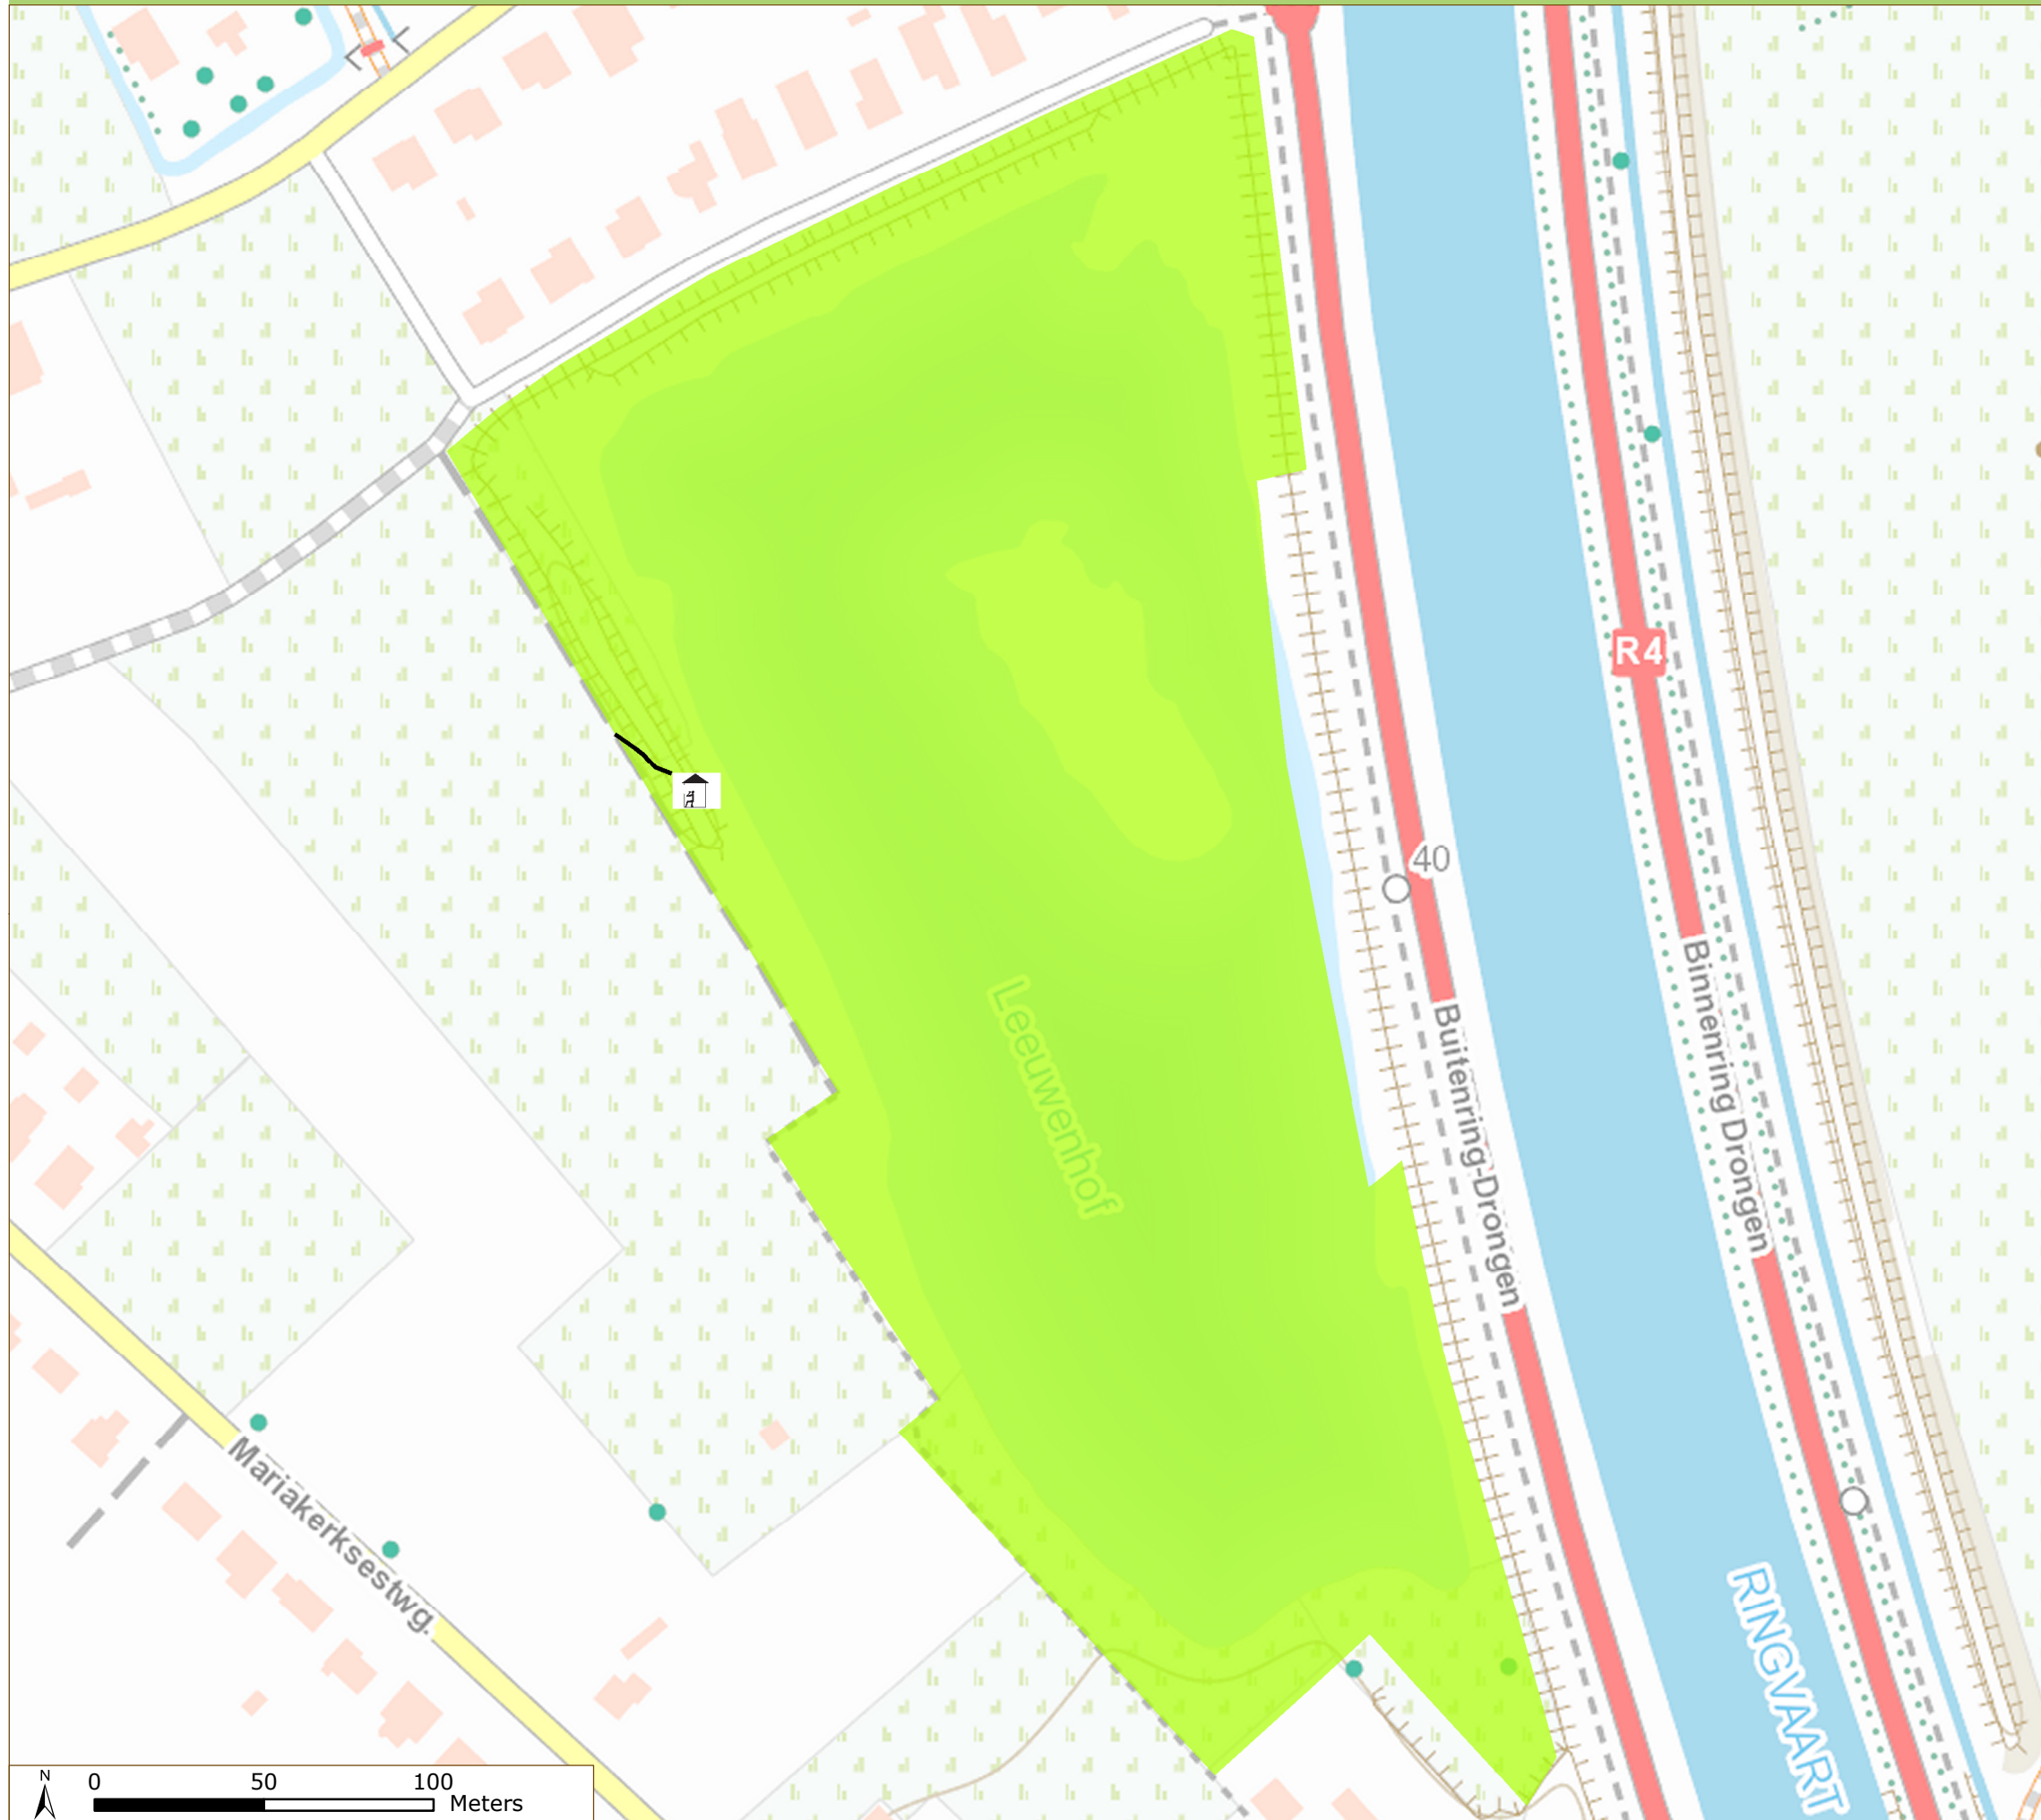 R4
40
Binnenring Drongen
Buitenring-Drongen
Leeuwenhof
Mariakerksestwg.
RINGVAART
N
0 50 100
Meters